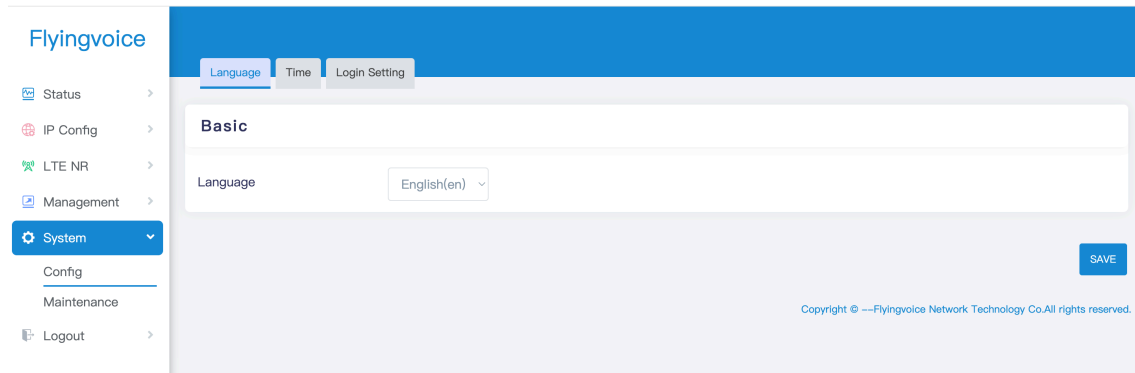 Flyingvoice
Language
Time
Login Setting
Status
IP Config
LTE NR
Management
System
Config
Maintenance
Logout
Basic
Language
English(en)
SAVE
Copyright © --Flyingvoice Network Technology Co.All rights reserved.